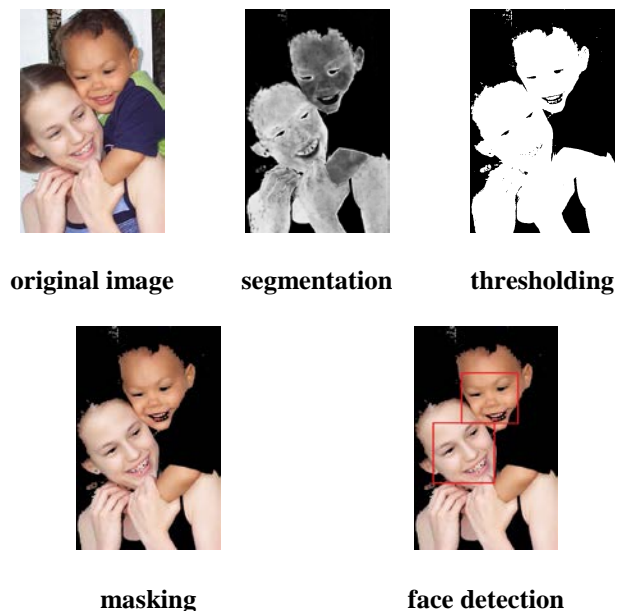 original image
segmentation
thresholding
masking
face detection